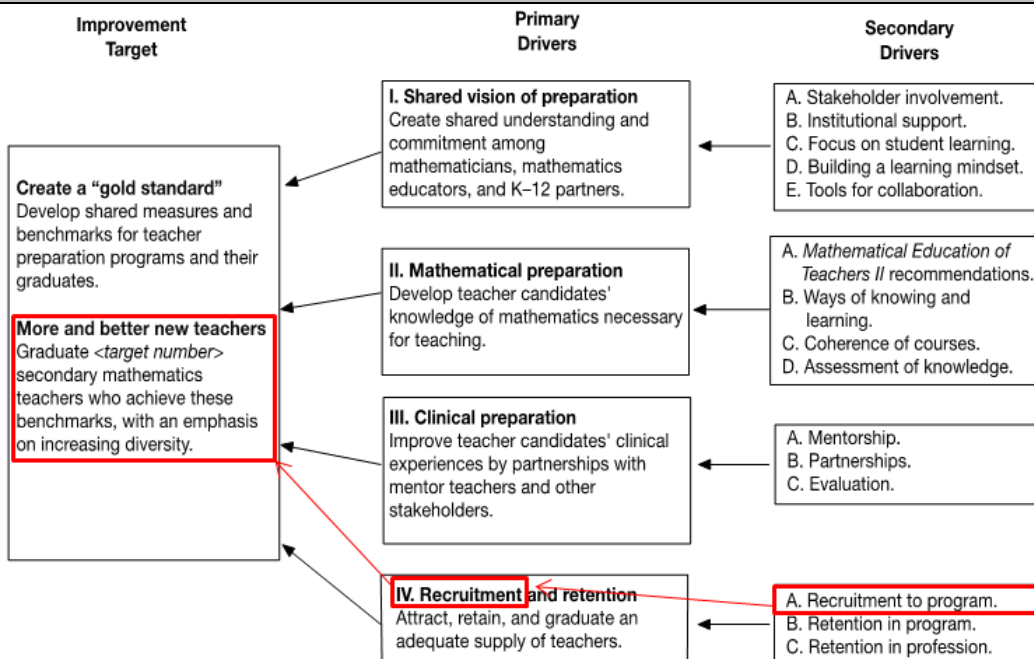 Improvement
Target
Primary
Drivers
Secondary
Drivers
Create a “gold standard”
Develop shared measures and
benchmarks for teacher
preparation programs and their
graduates.
More and better new teachers
Graduate <target number>
secondary mathematics
teachers who achieve these
benchmarks, with an emphasis
on increasing diversity.
I. Shared vision of preparation
Create shared understanding and
commitment among
mathematicians, mathematics
educators, and K–12 partners.
II. Mathematical preparation
Develop teacher candidates'
knowledge of mathematics necessary
for teaching.
III. Clinical preparation
Improve teacher candidates' clinical
experiences by partnerships with
mentor teachers and other
stakeholders.
IV. Recruitment and retention
Attract, retain, and graduate an
adequate supply of teachers.
A. Stakeholder involvement.
B. Institutional support.
C. Focus on student learning.
D. Building a learning mindset.
E. Tools for collaboration.
A. Mathematical Education of
Teachers II recommendations.
B. Ways of knowing and
learning.
C. Coherence of courses.
D. Assessment of knowledge.
A. Mentorship.
B. Partnerships.
C. Evaluation.
A. Recruitment to program.
B. Retention in program.
C. Retention in profession.